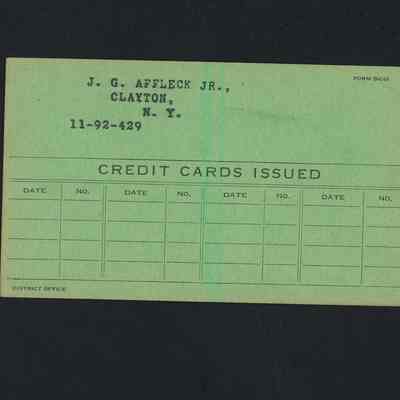 J. G. AFFLECK JR.,
CLAYTON,
N. Y.
11-92-429
CREDIT CARDS ISSUED
DATE NO. DATE NO. DATE NO. DATE NO.
DISTRICT OFFICE